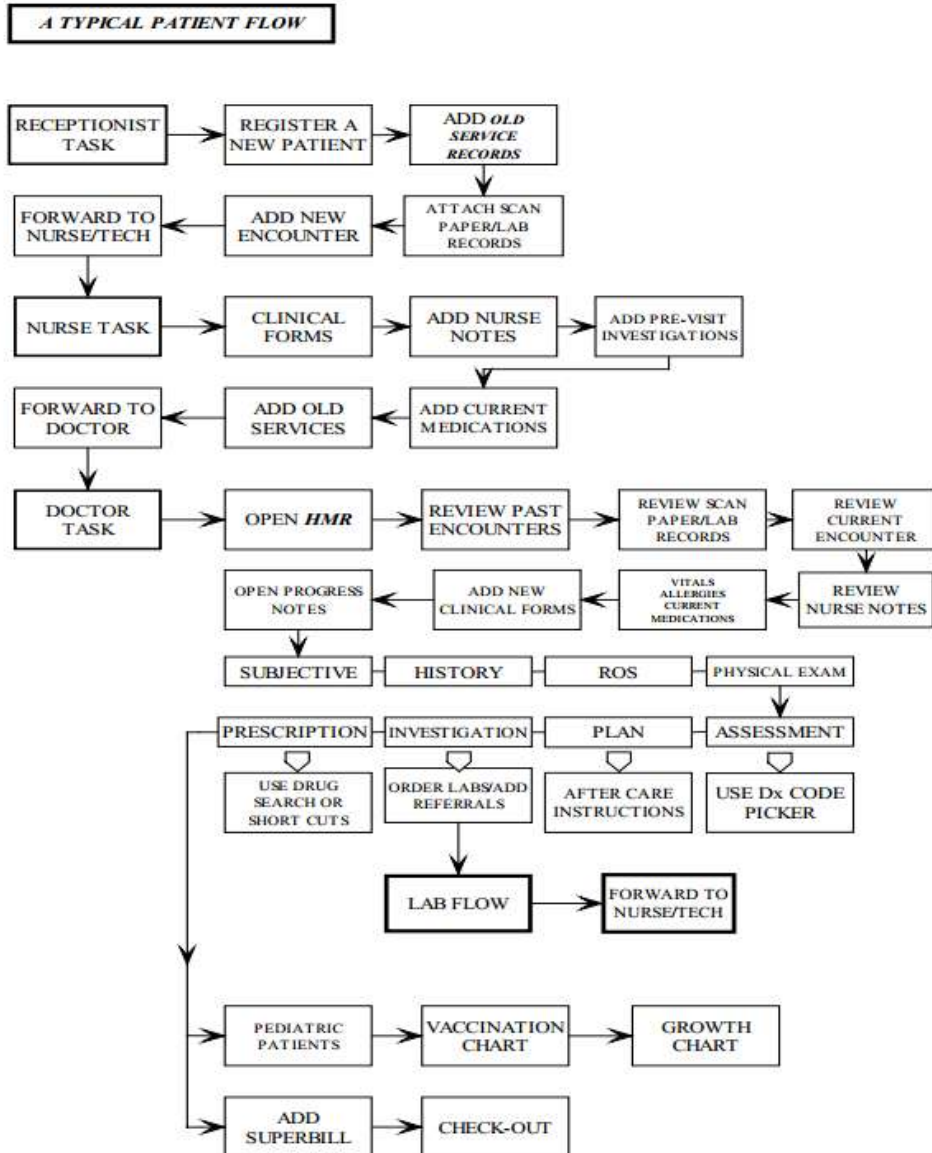 A TYPICAL PATIENT FLOW
RECEPTIONIST
TASK
REGISTER A
NEW PATIENT
ADD OLD
SERVICE
RECORDS
FORWARD TO
NURSE/TECH
ADD NEW
ENCOUNTER
ATTACH SCAN
PAPER/LAB
RECORDS
NURSE TASK
CLINICAL
FORMS
ADD NURSE
NOTES
ADD PRE-VISIT
INVESTIGATIONS
FORWARD TO
DOCTOR
ADD OLD
SERVICES
ADD CURRENT
MEDICATIONS
DOCTOR
TASK
OPEN HMR
REVIEW PAST
ENCOUNTERS
REVIEW SCAN
PAPER/LAB
RECORDS
REVIEW
CURRENT
ENCOUNTER
OPEN PROGRESS
NOTES
ADD NEW
CLINICAL FORMS
VITALS
ALLERGIES
CURRENT
MEDICATIONS
REVIEW
NURSE NOTES
SUBJECTIVE
HISTORY
ROS
PHYSICAL EXAM
PRESCRIPTION
INVESTIGATION
PLAN
ASSESSMENT
USE DRUG
SEARCH OR
SHORT CUTS
ORDER LABS/ADD
REFERRALS
AFTER CARE
INSTRUCTIONS
USE Dx CODE
PICKER
LAB FLOW
FORWARD TO
NURSE/TECH
PEDIATRIC
PATIENTS
VACCINATION
CHART
GROWTH
CHART
ADD
SUPERBILL
CHECK-OUT